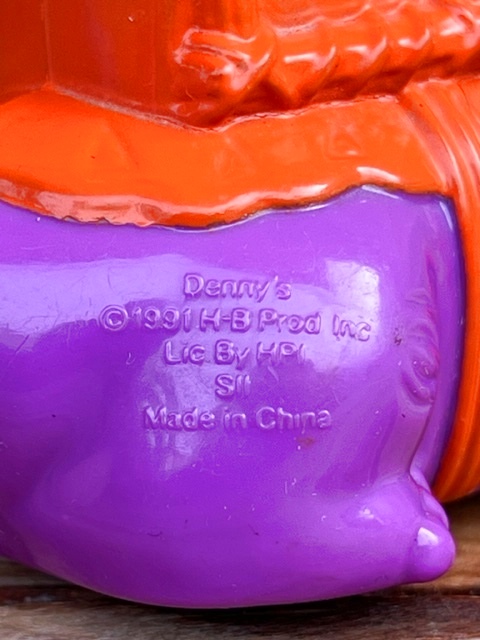 Denny's
©1991 H-B Prod Inc
Lic By HPI
SII
Made in China